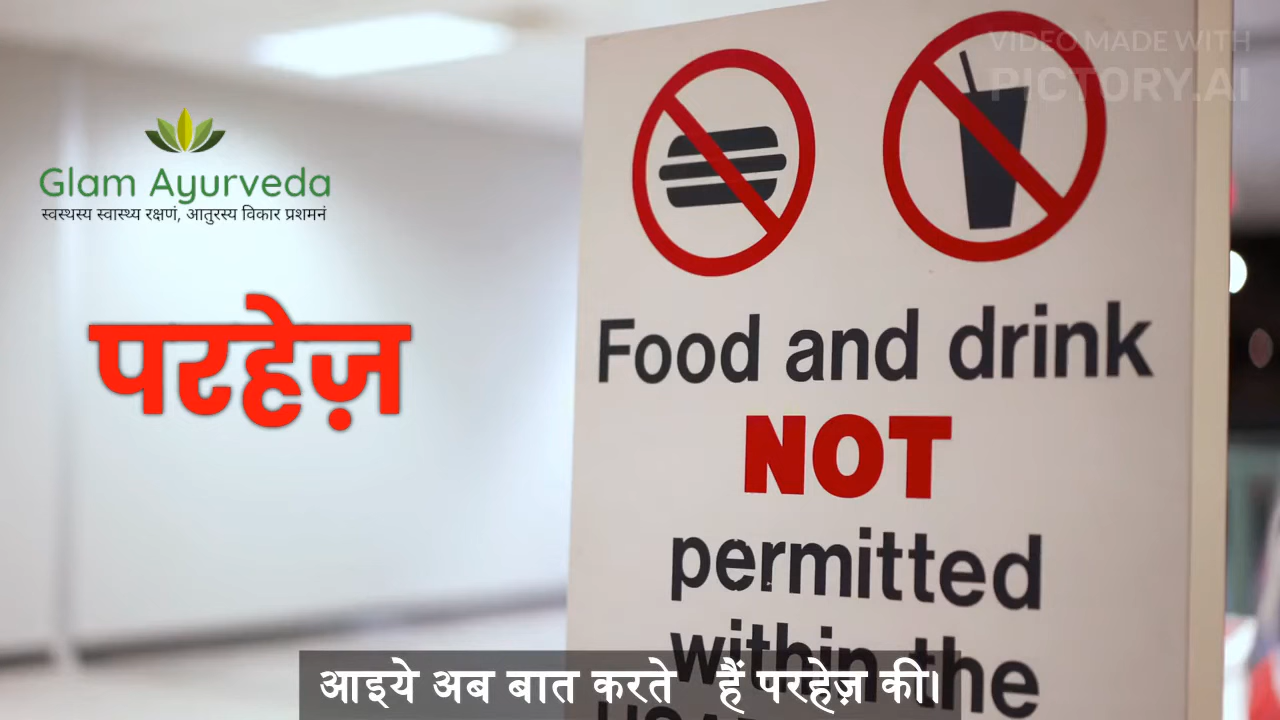 VIDEO MADE WITH
PICTORY.AI
Glam Ayurveda
स्वस्थस्य स्वास्थ्य रक्षणं, आतुरस्य विकार प्रशमनं
परहेज़
Food and drink
NOT
permitted
within the
आइये अब बात करते हैं परहेज़ की।